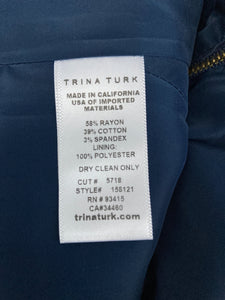 TRINA TURK
MADE IN CALIFORNIA
USA OF IMPORTED
MATERIALS
58% RAYON
39% COTTON
3% SPANDEX
LINING:
100% POLYESTER
DRY CLEAN ONLY
CUT # 5718
STYLE# 156121
RN # 93415
CA# 34460
trinaturk.com